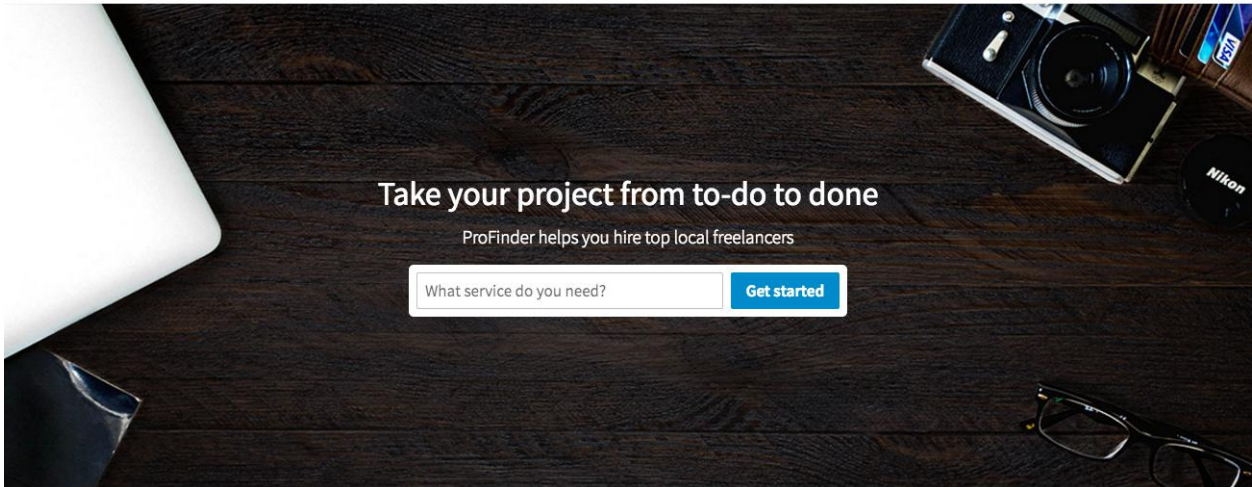 VISA
Nikon
Take your project from to-do to done
ProFinder helps you hire top local freelancers
What service do you need?
Get started